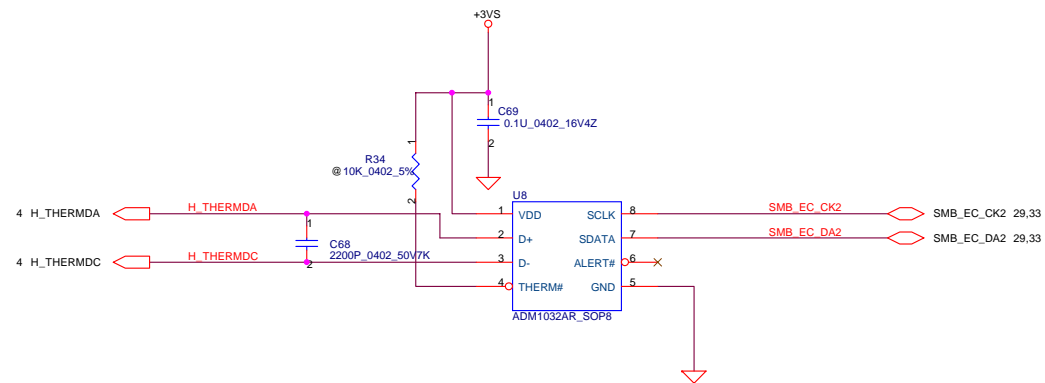 +3VS
1
C69
0.1U_0402_16V4Z
2
1
R34
@ 10K_0402_5%
2
U8
4 H_THERMDA
H_THERMDA
1
VDD
SCLK
8
SMB_EC_CK2
SMB_EC_CK2 29,33
1
C68
2200P_0402_50V7K
2
2
D+
SDATA
7
SMB_EC_DA2
SMB_EC_DA2 29,33
4 H_THERMDC
H_THERMDC
3
D-
ALERT#
6
4
THERM#
GND
5
ADM1032AR_SOP8